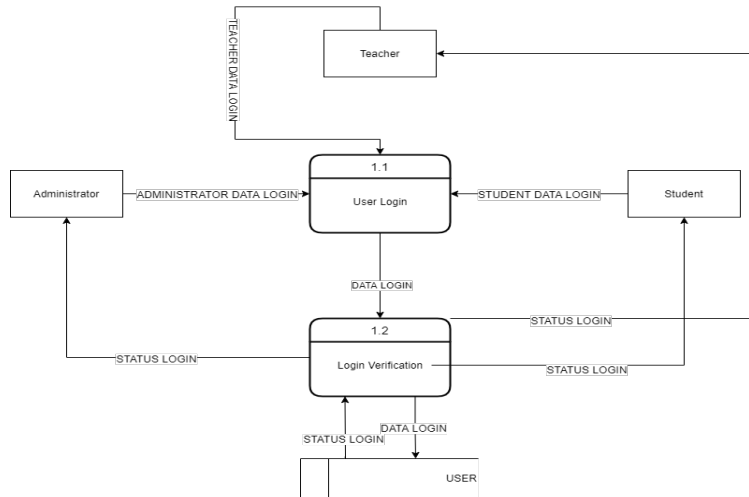 Teacher
TEACHER DATA LOGIN
1.1
User Login
Administrator
ADMINISTRATOR DATA LOGIN
STUDENT DATA LOGIN
Student
DATA LOGIN
1.2
Login Verification
STATUS LOGIN
STATUS LOGIN
STATUS LOGIN
DATA LOGIN
STATUS LOGIN
USER